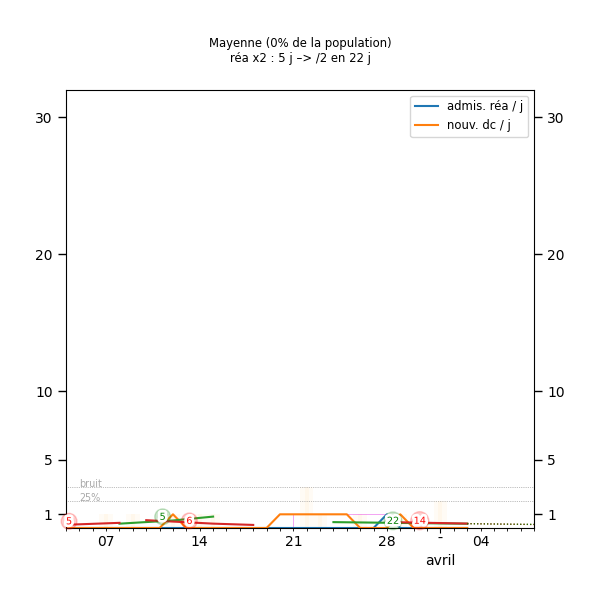 Mayenne (0% de la population)
réa x2 : 5 j –> /2 en 22 j
admis. réa / j
nouv. dc / j
30 30
20 20
10 10
5 5
bruit
25%
1 1
5 5 6 22 14
07 14 21 28 - 04
avril